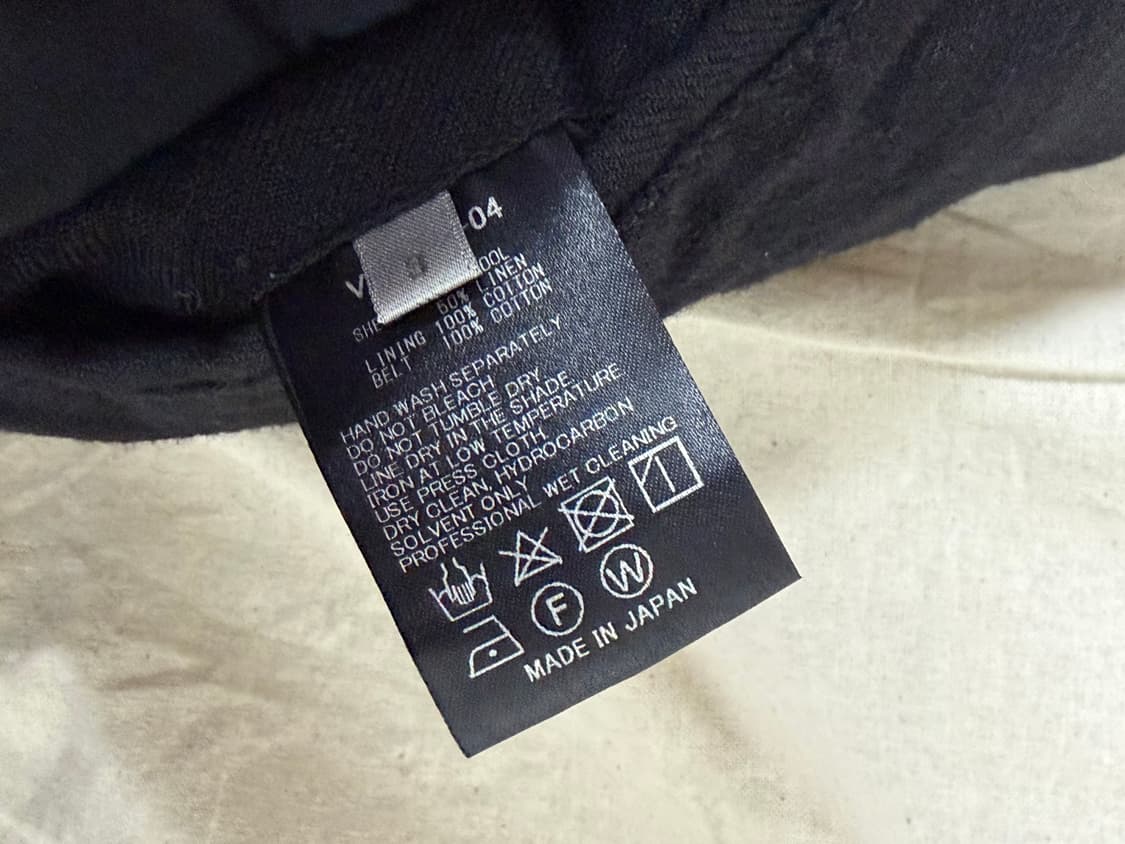 -04
3
60% LINEN
LINING 100% COTTON
BELT 100% COTTON
HAND WASH SEPARATELY
DO NOT BLEACH
DO NOT TUMBLE DRY
LINE DRY IN THE SHADE
IRON AT LOW TEMPERATURE
USE PRESS CLOTH
DRY CLEAN, HYDROCARBON
SOLVENT ONLY
PROFESSIONAL WET CLEANING
F
W
MADE IN JAPAN